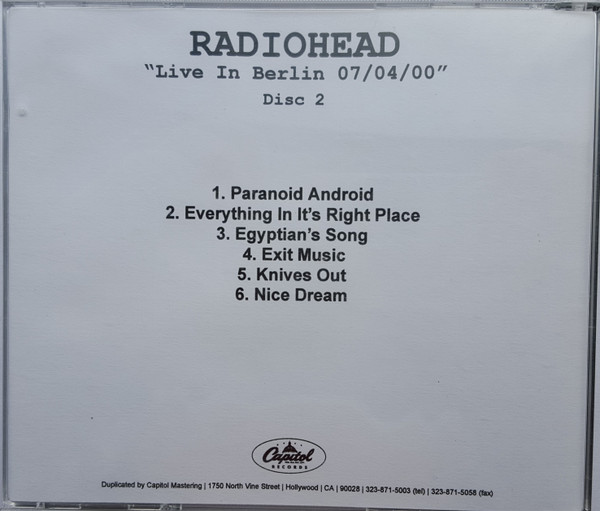 RADIOHEAD
"Live In Berlin 07/04/00"
Disc 2
1. Paranoid Android
2. Everything In It's Right Place
3. Egyptian's Song
4. Exit Music
5. Knives Out
6. Nice Dream
Capitol
RECORDS
Duplicated by Capitol Mastering | 1750 North Vine Street | Hollywood | CA | 90028 | 323-871-5003 (tel) | 323-871-5058 (fax)